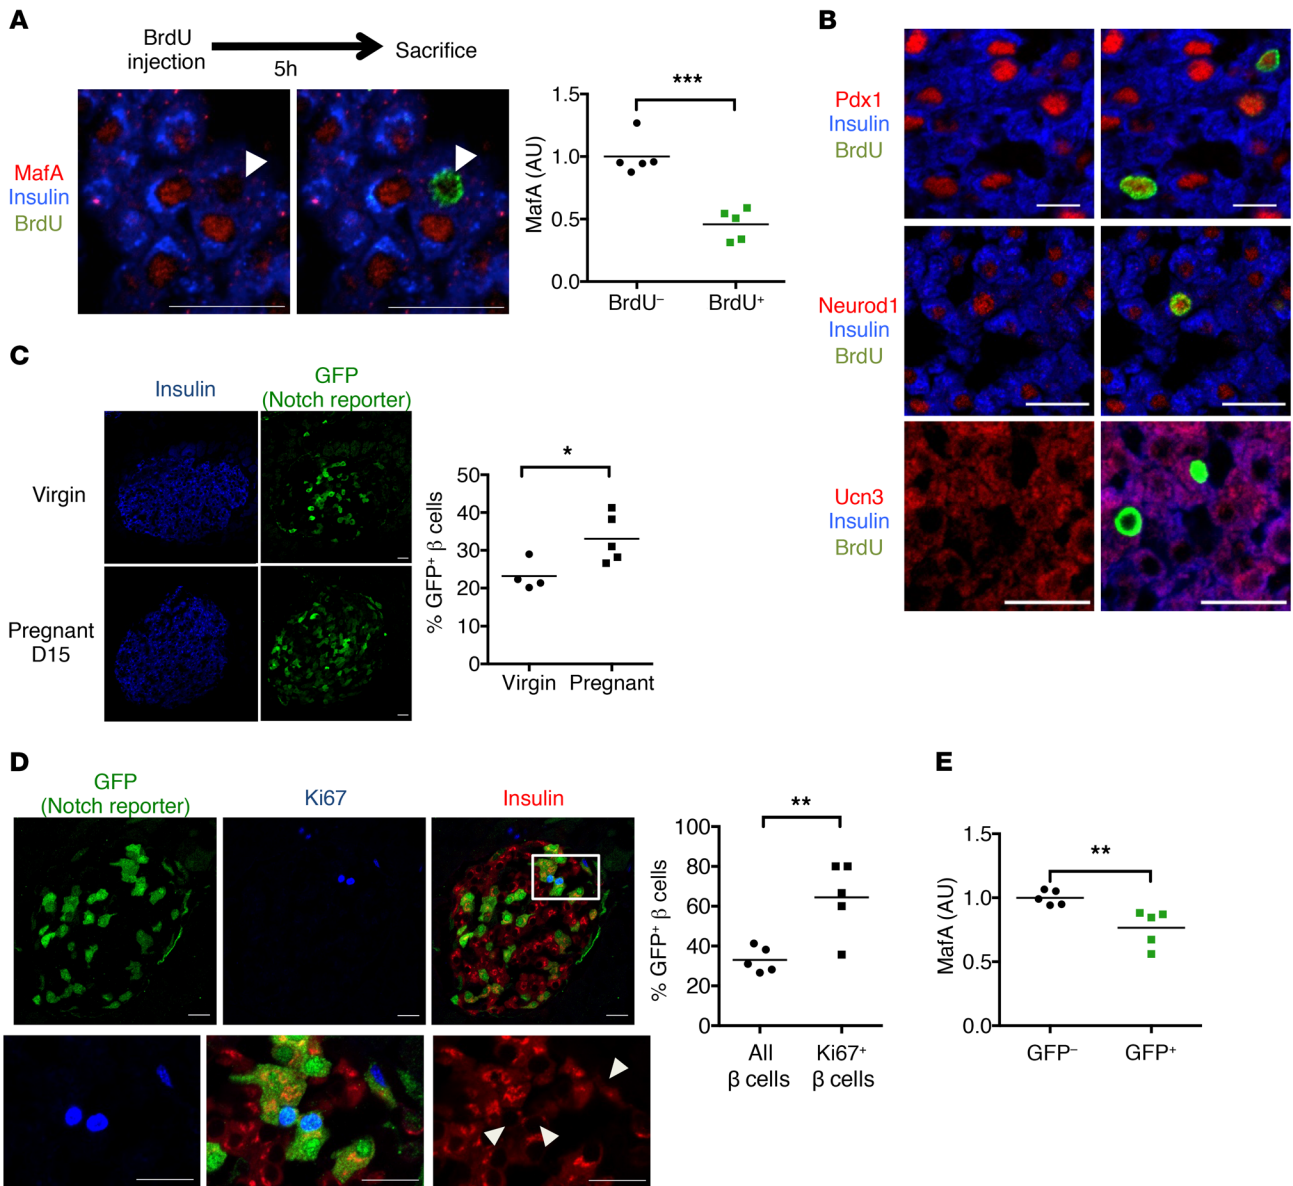 A
BrdU
injection
5h
Sacrifice
MafA
Insulin
BrdU
MafA (AU)
1.5
1.0
0.5
0.0
***
BrdU–
BrdU+
B
Pdx1
Insulin
BrdU
Neurod1
Insulin
BrdU
Ucn3
Insulin
BrdU
C
Insulin
GFP
(Notch reporter)
Virgin
Pregnant
D15
% GFP+ β cells
50
40
30
20
10
0
*
Virgin
Pregnant
D
GFP
(Notch reporter)
Ki67
Insulin
% GFP+ β cells
100
80
60
40
20
0
**
All
β cells
Ki67+
β cells
E
MafA (AU)
1.5
1.0
0.5
0.0
**
GFP–
GFP+